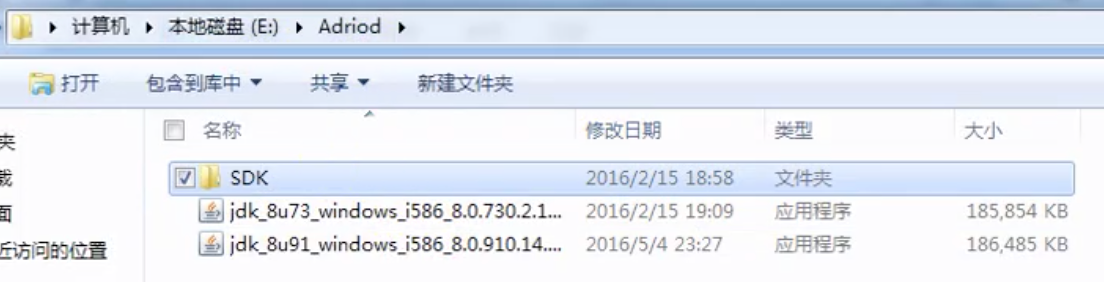 计算机 本地磁盘 (E:) Adriod
打开 包含到库中 共享 新建文件夹
名称 修改日期 类型 大小
SDK 2016/2/15 18:58 文件夹
jdk_8u73_windows_i586_8.0.730.2.1... 2016/2/15 19:09 应用程序 185,854 KB
jdk_8u91_windows_i586_8.0.910.14.... 2016/5/4 23:27 应用程序 186,485 KB
夹
载
面
近访问的位置